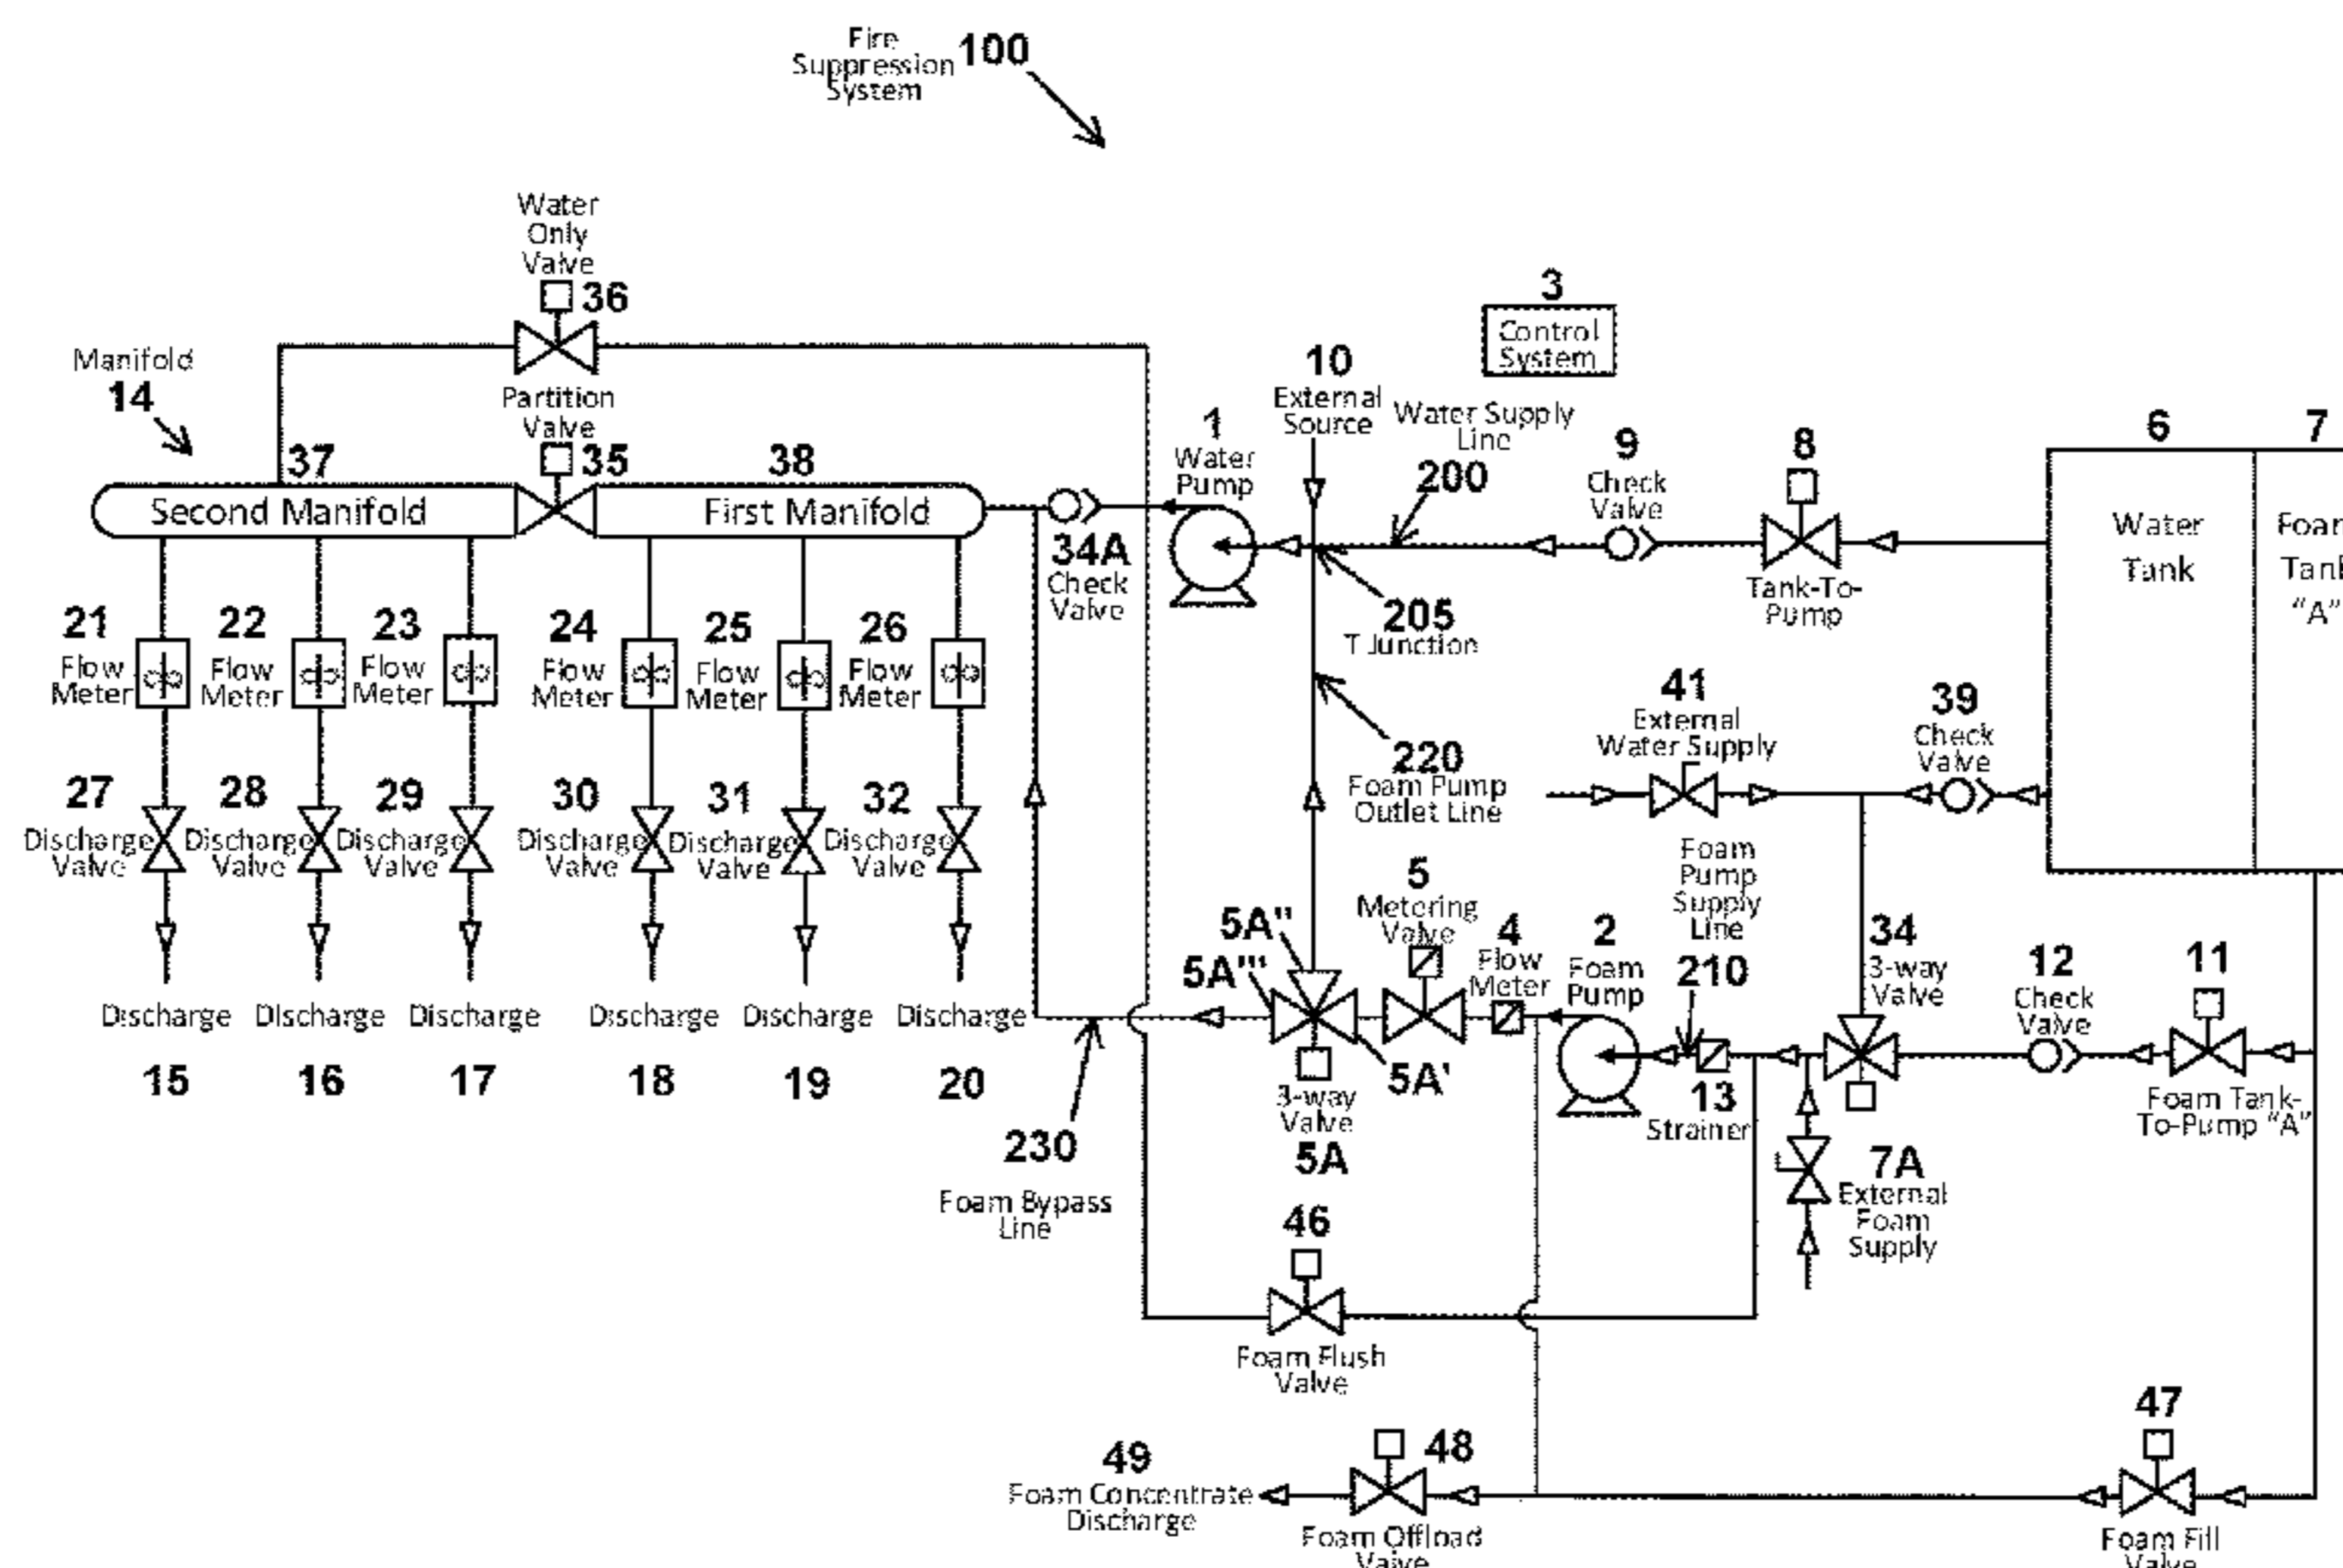 Fire
Suppression
System
100
Water
Only
Valve
36
Manifold
14
Partition
Valve
35
37
38
Second Manifold
First Manifold
3
Control
System
10
External
Source
Water Supply
Line
200
1
Water
Pump
9
Check
Valve
8
Tank-To-
Pump
6
7
Water
Tank
Foam
Tank
"A"
34A
Check
Valve
205
T Junction
21
Flow
Meter
22
Flow
Meter
23
Flow
Meter
24
Flow
Meter
25
Flow
Meter
26
Flow
Meter
41
External
Water Supply
39
Check
Valve
220
Foam Pump
Outlet Line
27
Discharge
Valve
28
Discharge
Valve
29
Discharge
Valve
30
Discharge
Valve
31
Discharge
Valve
32
Discharge
Valve
Foam
Pump
Supply
Line
210
5
Metering
Valve
4
Flow
Meter
2
Foam
Pump
34
3-way
Valve
12
Check
Valve
11
5A"
5A'''
5A'
3-way
Valve
5A
13
Strainer
Foam Tank-
To-Pump "A"
Discharge
15
Discharge
16
Discharge
17
Discharge
18
Discharge
19
Discharge
20
230
Foam Bypass
Line
7A
External
Foam
Supply
46
Foam Flush
Valve
47
Foam Fill
Valve
49
Foam Concentrate
Discharge
48
Foam Offload
Valve